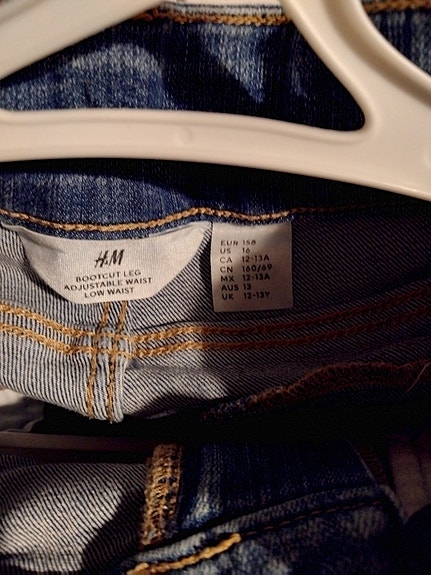 H&M
BOOTCUT LEG
ADJUSTABLE WAIST
LOW WAIST
EUR 158
US 16
CA 12-13A
CN 160/69
MX 12-13A
AUS 13
UK 12-13Y